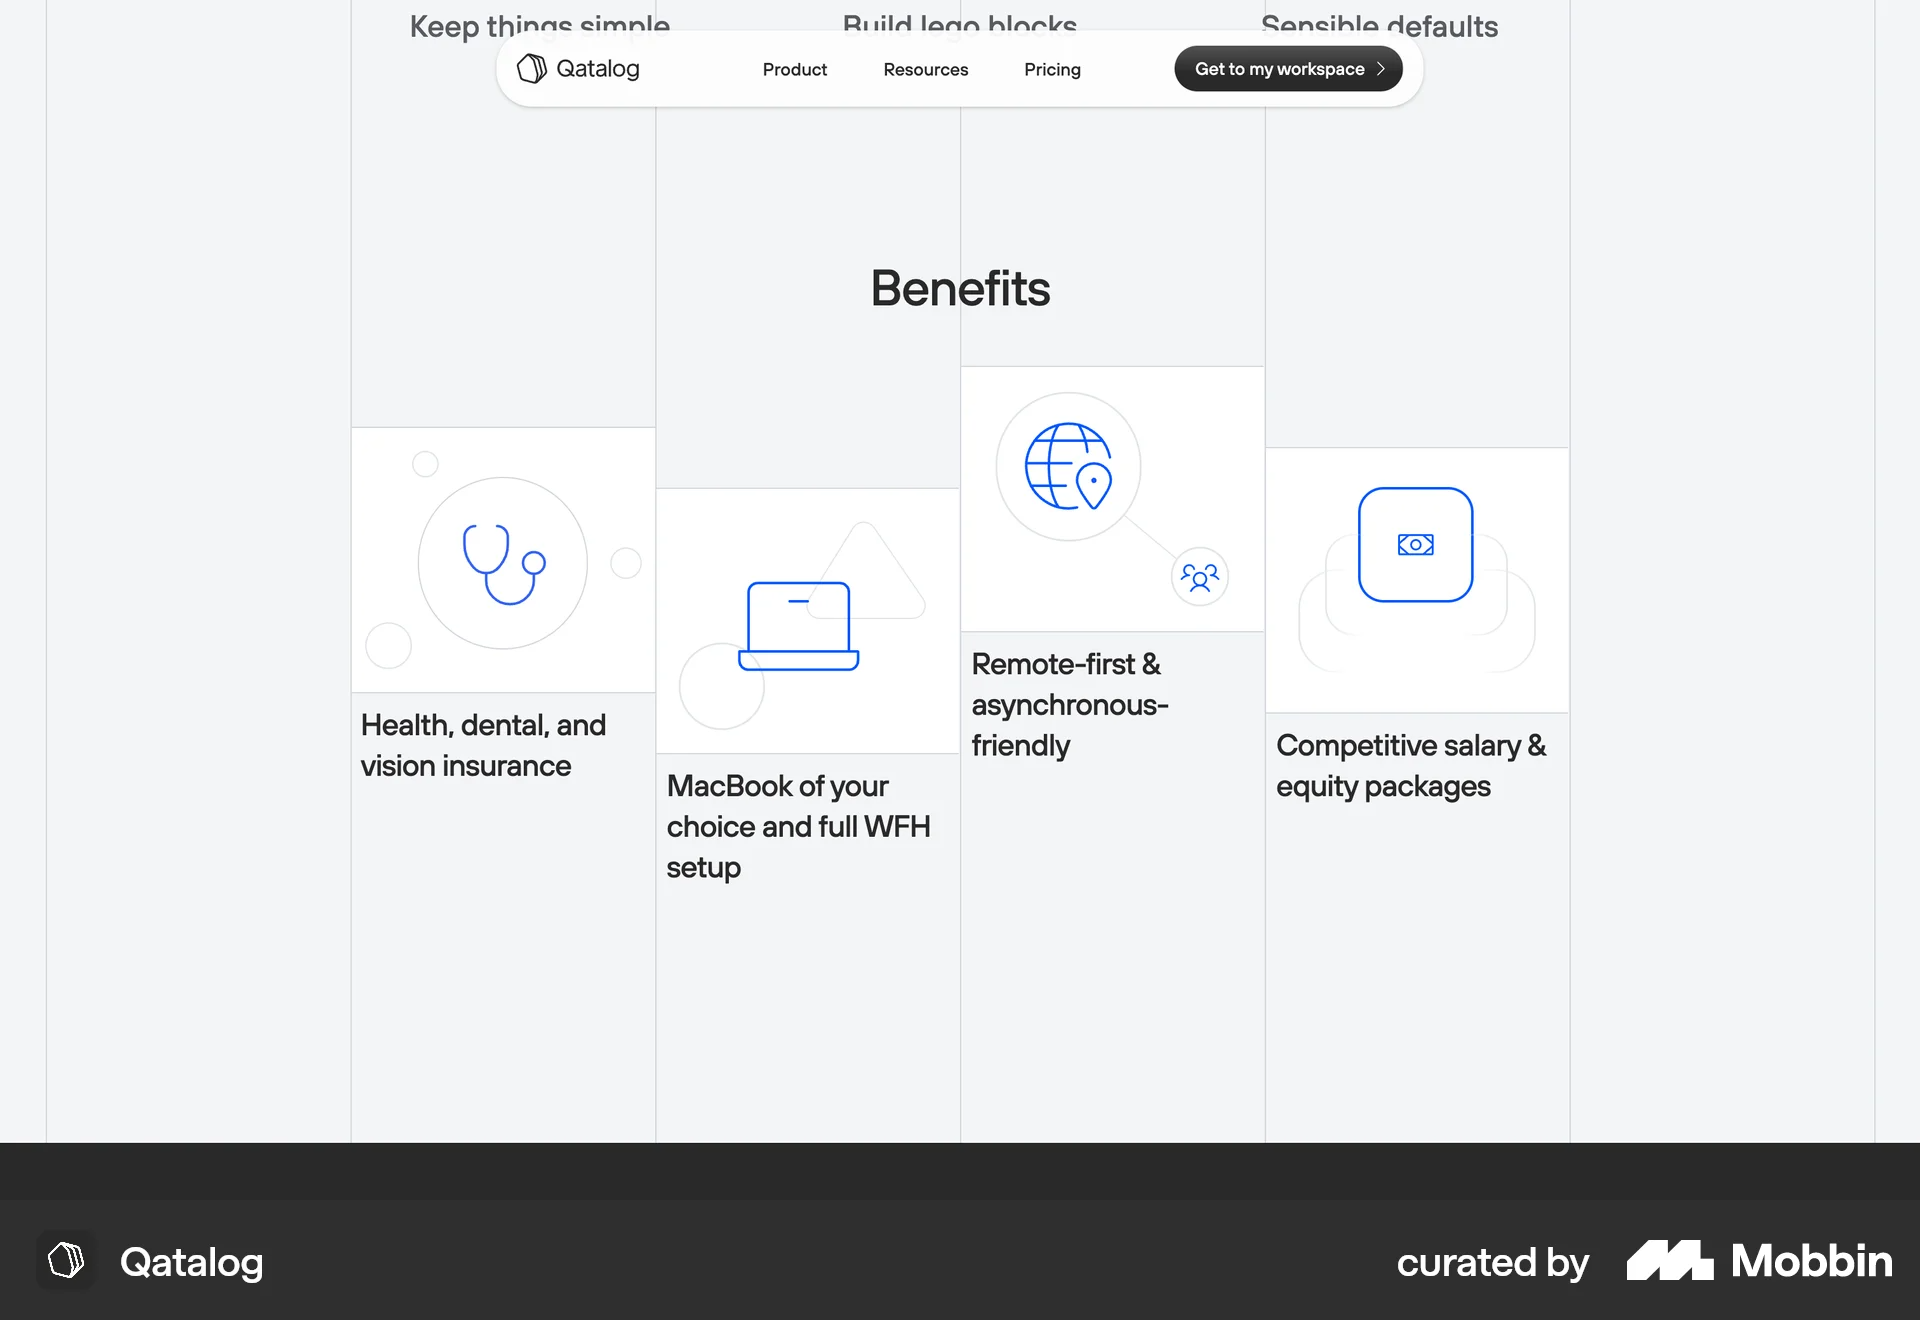 Keep things simple
Build lego blocks
Sensible defaults
Qatalog
Product
Resources
Pricing
Get to my workspace
Benefits
Health, dental, and
vision insurance
MacBook of your
choice and full WFH
setup
Remote-first &
asynchronous-
friendly
Competitive salary &
equity packages
Qatalog
curated by
Mobbin